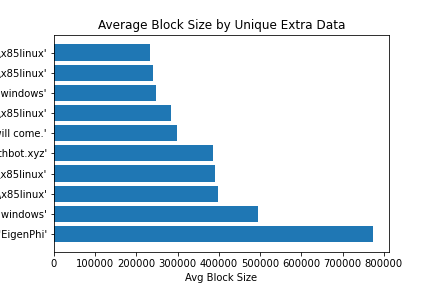 Average Block Size by Unique Extra Data
x85linux'
x85linux'
windows'
x85linux'
will come.'
thbot.xyz'
x85linux'
x85linux'
windows'
'EigenPhi'
0 100000 200000 300000 400000 500000 600000 700000 800000
Avg Block Size